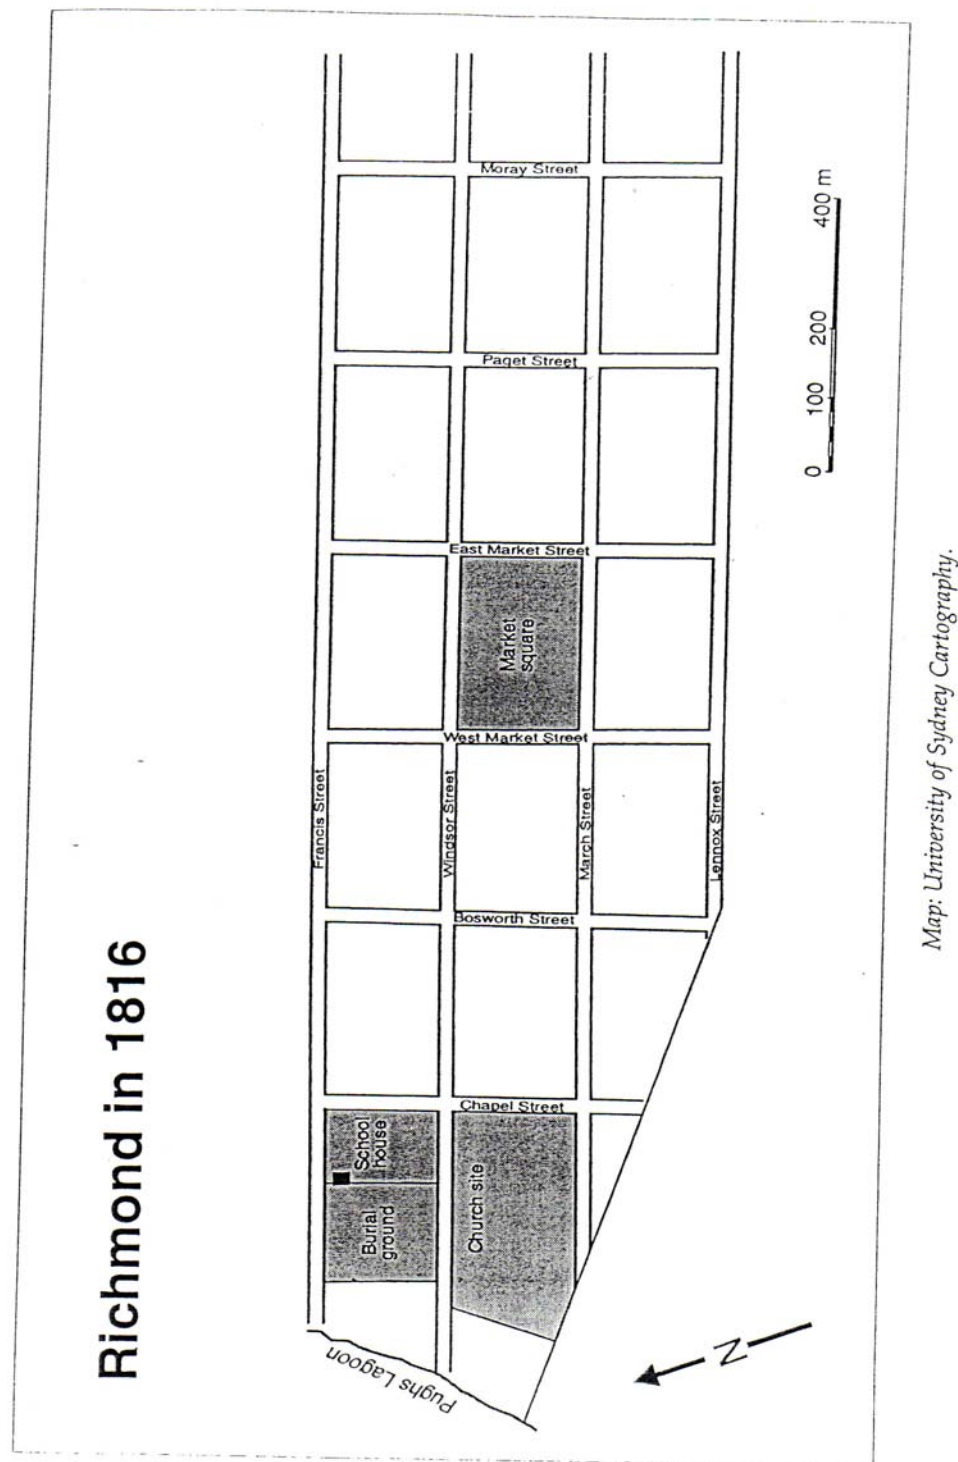 Richmond in 1816
Pughs Lagoon
Burial
ground
School
house
Church site
Chapel Street
Bosworth Street
Francis Street
Windsor Street
March Street
Lennox Street
West Market Street
Market
square
East Market Street
Paget Street
Moray Street
N
0 100 200 400 m
Map: University of Sydney Cartography.